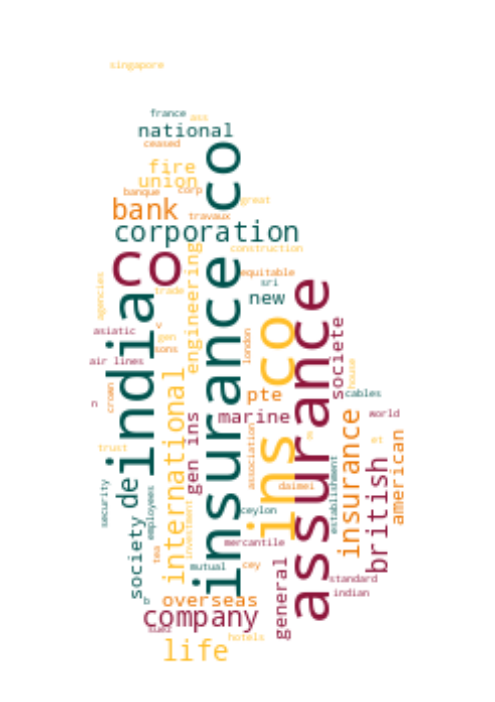 singapore
france
ass
national
ceased
fire
union
banque
corp
great
bank
travaux
corporation
construction
co
insurance co
engineering
equitable
sri
agencies
trade
new
india
assurance
ins co
asiatic
v
gen
sons
london
societe
air lines
house
crown
n
pte
cables
marine
world
international
gen ins
association
insurance
et
american
trust
british
daimei
de
security
employees
establishment
investment
ceylon
society
tea
mercantile
mutual
cey
general
standard
indian
b
overseas
company
suez
hotels
life